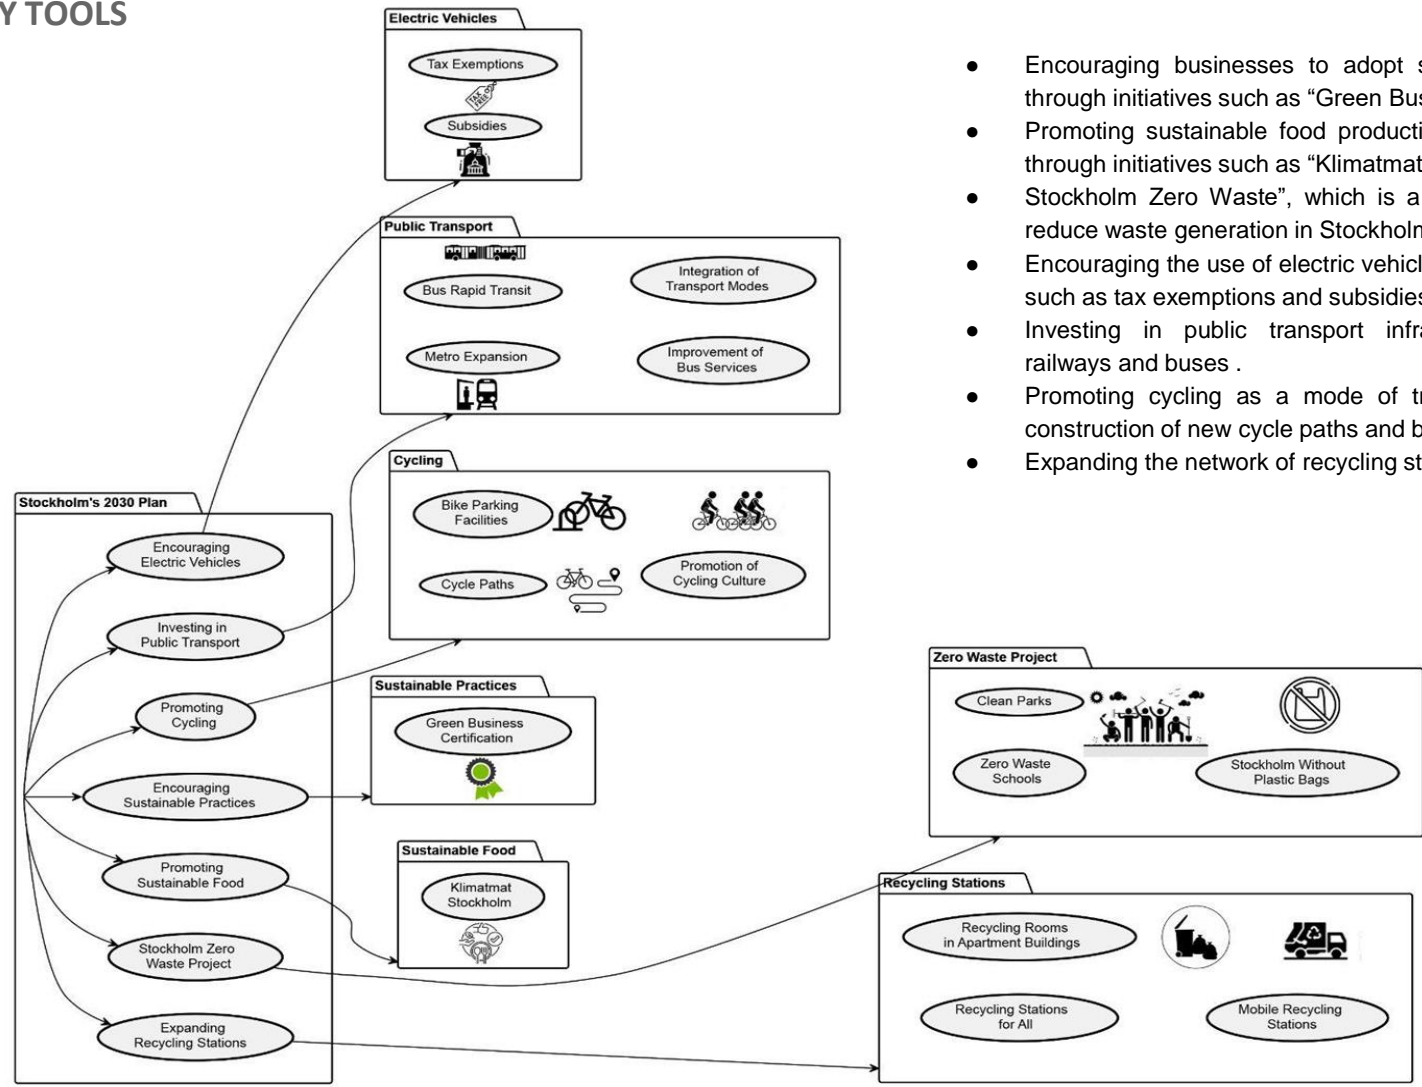 Y TOOLS
Electric Vehicles
Tax Exemptions
TAX
FREE
Subsidies
Public Transport
Bus Rapid Transit
Integration of
Transport Modes
Metro Expansion
Improvement of
Bus Services
Cycling
Bike Parking
Facilities
Cycle Paths
Promotion of
Cycling Culture
Stockholm's 2030 Plan
Encouraging
Electric Vehicles
Investing in
Public Transport
Promoting
Cycling
Encouraging
Sustainable Practices
Promoting
Sustainable Food
Stockholm Zero
Waste Project
Expanding
Recycling Stations
Sustainable Practices
Green Business
Certification
Sustainable Food
Klimatmat
Stockholm
● Encouraging businesses to adopt s
through initiatives such as “Green Bus
● Promoting sustainable food producti
through initiatives such as “Klimatmat
● Stockholm Zero Waste”, which is a
reduce waste generation in Stockholm
● Encouraging the use of electric vehicl
such as tax exemptions and subsidies
● Investing in public transport infra
railways and buses .
● Promoting cycling as a mode of tr
construction of new cycle paths and b
● Expanding the network of recycling st
Zero Waste Project
Clean Parks
Zero Waste
Schools
Stockholm Without
Plastic Bags
Recycling Stations
Recycling Rooms
in Apartment Buildings
Recycling Stations
for All
Mobile Recycling
Stations